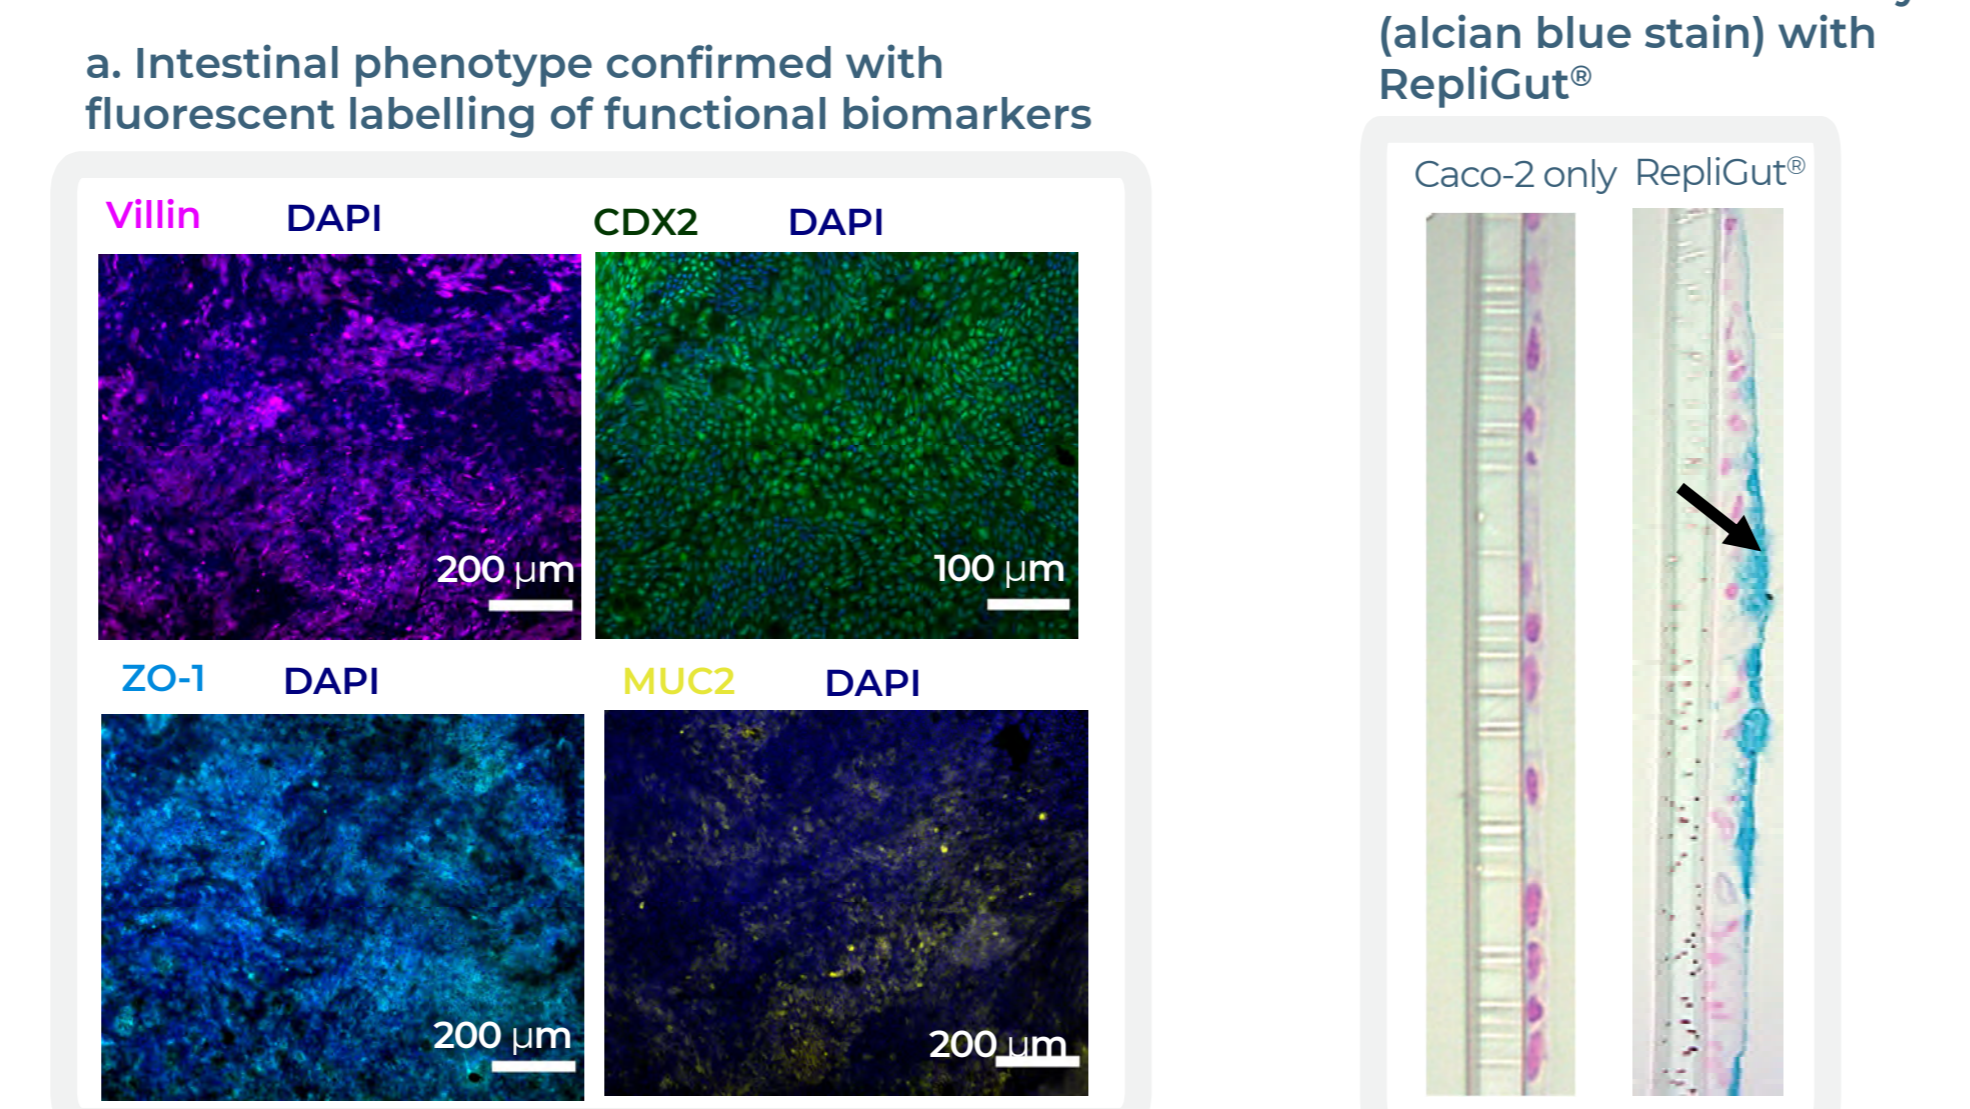 a. Intestinal phenotype confirmed with
fluorescent labelling of functional biomarkers
Villin DAPI
CDX2 DAPI
200 µm
100 µm
ZO-1 DAPI
MUC2 DAPI
200 µm
200 µm
(alcian blue stain) with
RepliGut®
Caco-2 only RepliGut®